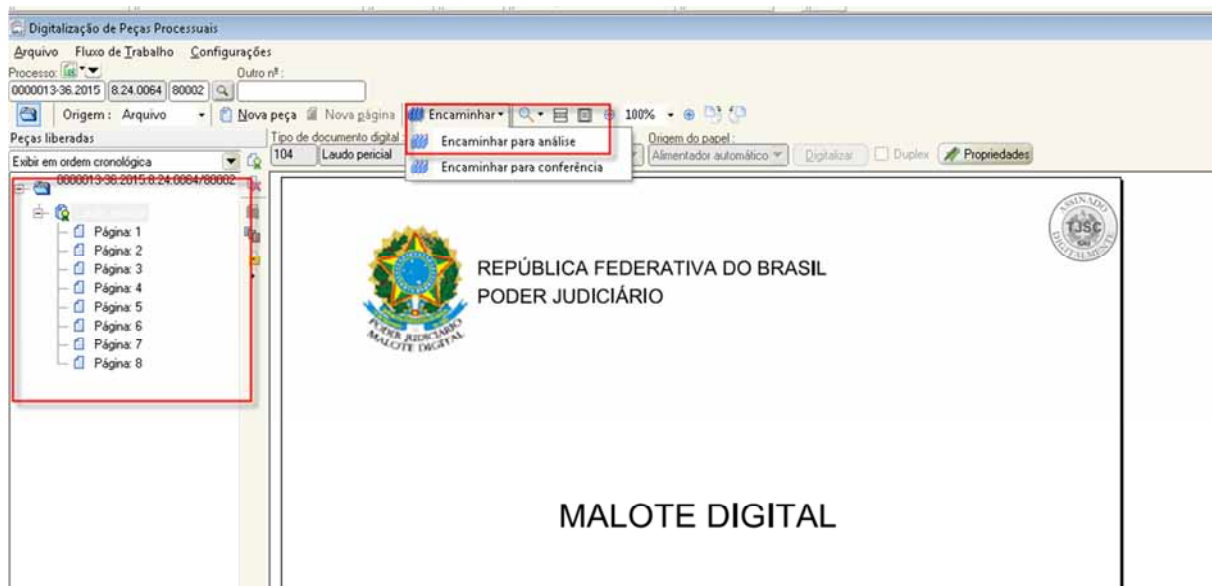 Digitalização de Peças Processuais
Arquivo Fluxo de Trabalho Configurações
Processo: Outro nº :
0000013-36.2015 8.24.0064 80002
Origem : Arquivo Nova peça Nova página Encaminhar 100%
Peças liberadas Tipo de documento digital : Encaminhar para análise Origem do papel :
Exibir em ordem cronológica 104 Laudo pericial Encaminhar para conferência Alimentador automático Digitalizar Duplex Propriedades
0000013-36.2015.8.24.0064/80002
Página: 1
Página: 2
Página: 3
Página: 4
Página: 5
Página: 6
Página: 7
Página: 8
ASSINADO
TJSC
DIGITALMENTE
REPÚBLICA FEDERATIVA DO BRASIL
PODER JUDICIÁRIO
PODER JUDICIÁRIO
MALOTE DIGITAL
MALOTE DIGITAL